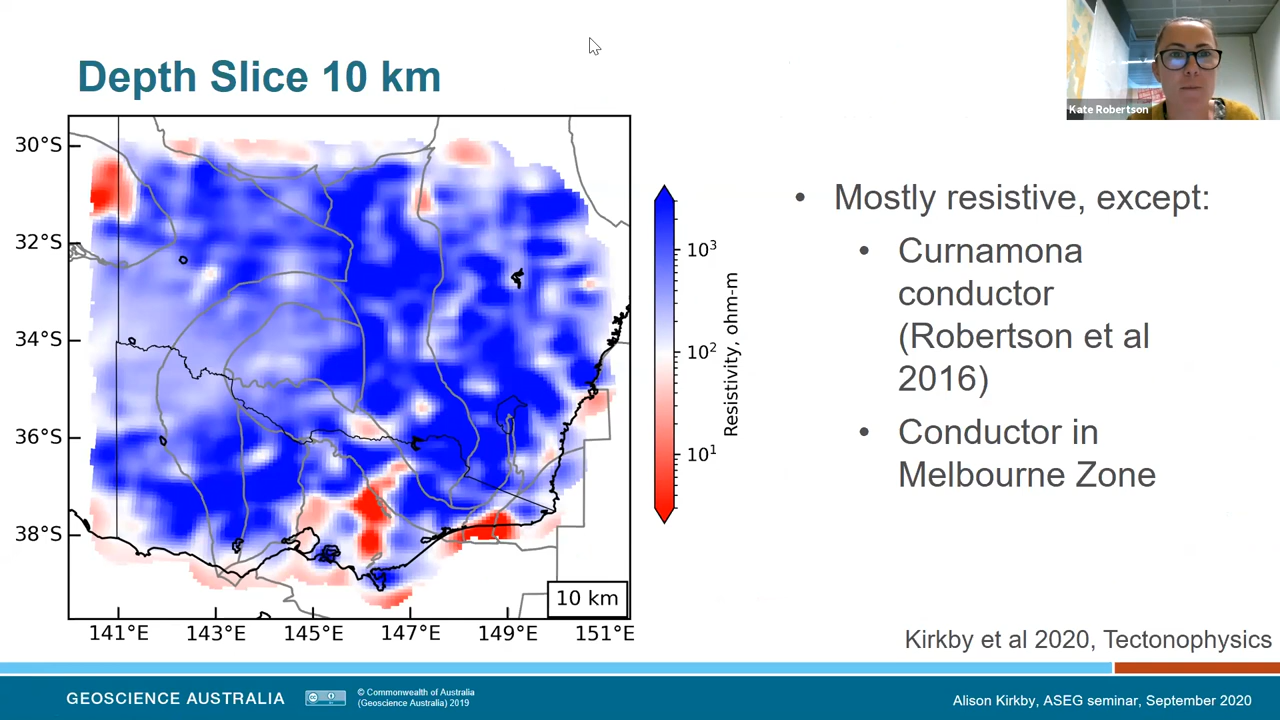 Depth Slice 10 km
Kate Robertson
30°S
32°S
34°S
36°S
38°S
141°E
143°E
145°E
147°E
149°E
151°E
10 km
10³
10²
10¹
Resistivity, ohm-m
• Mostly resistive, except:
• Curnamona
conductor
(Robertson et al
2016)
• Conductor in
Melbourne Zone
Kirkby et al 2020, Tectonophysics
GEOSCIENCE AUSTRALIA
cc
BY
© Commonwealth of Australia
(Geoscience Australia) 2019
Alison Kirkby, ASEG seminar, September 2020